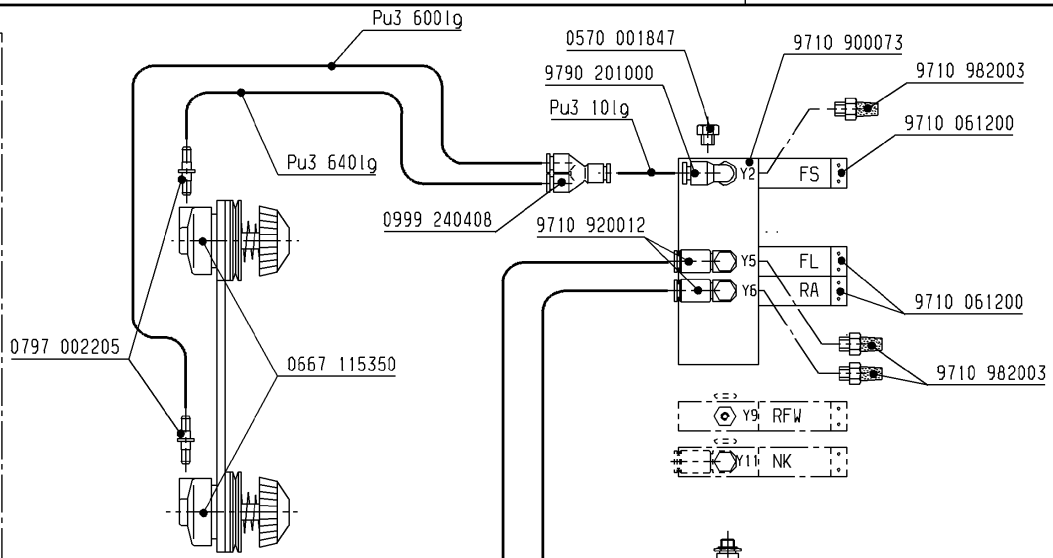 Pu3 600lg
0570 001847
9710 900073
9790 201000
9710 982003
Pu3 10lg
9710 061200
Pu3 640lg
Y2 FS
0999 240408
9710 920012
Y5 FL
Y6 RA
9710 061200
0797 002205
0667 115350
9710 982003
Y9 RFW
Y11 NK